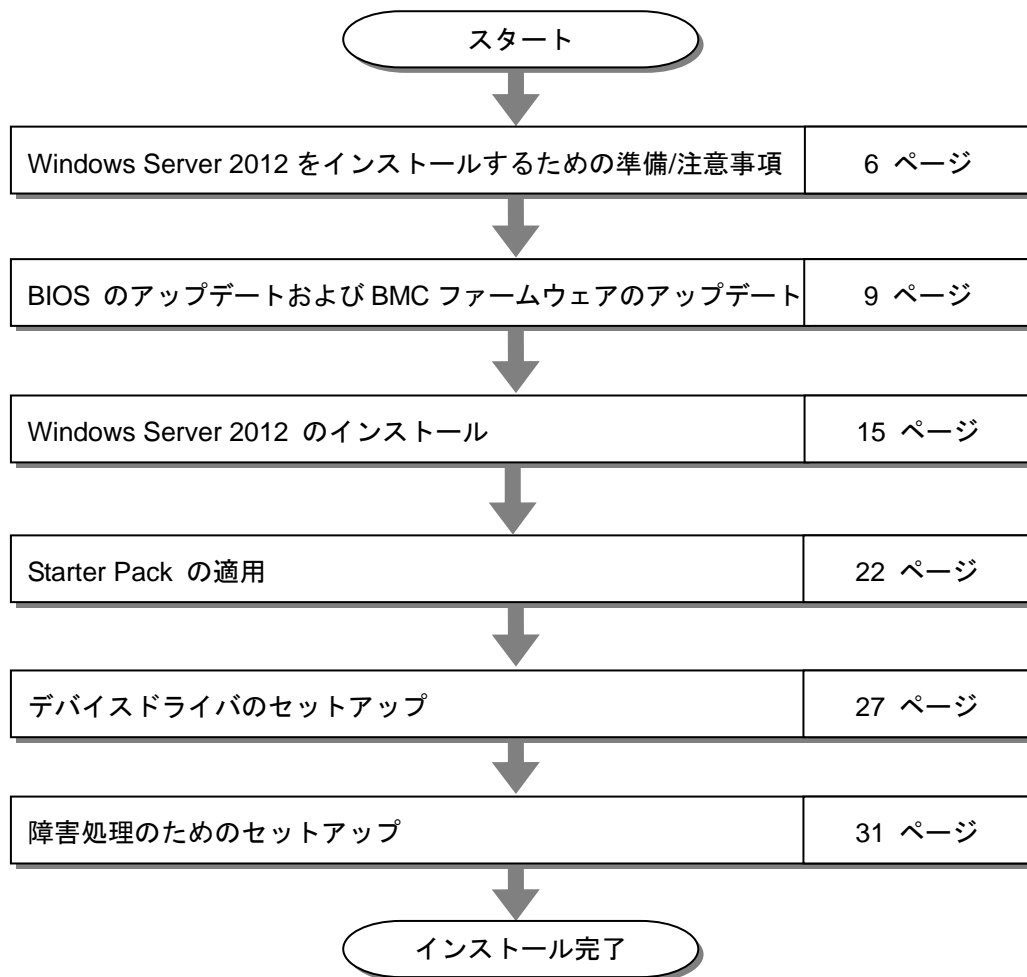 スタート
Windows Server 2012 をインストールするための準備/注意事項 6 ページ
BIOS のアップデートおよび BMC ファームウェアのアップデート 9 ページ
Windows Server 2012 のインストール 15 ページ
Starter Pack の適用 22 ページ
デバイスドライバのセットアップ 27 ページ
障害処理のためのセットアップ 31 ページ
インストール完了